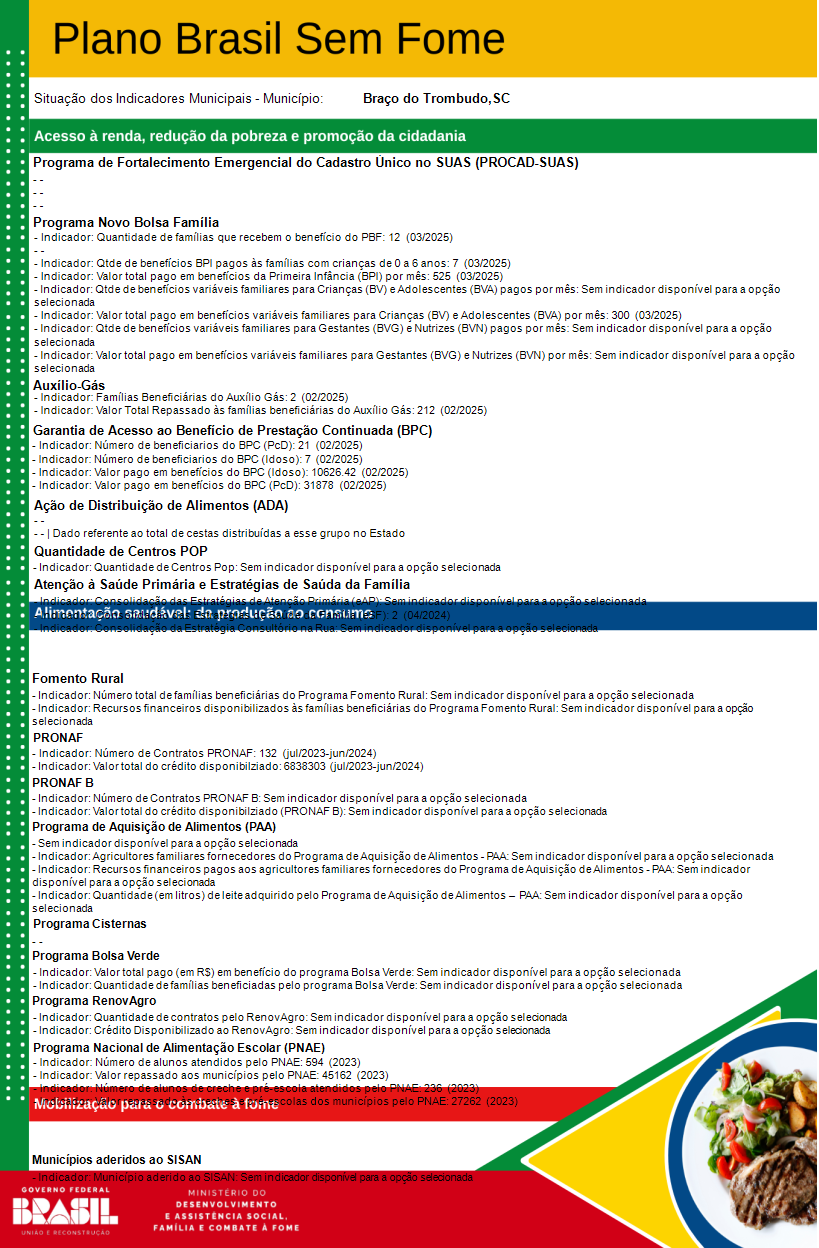 Plano Brasil Sem Fome
Situação dos Indicadores Municipais - Município: Braço do Trombudo,SC
Acesso à renda, redução da pobreza e promoção da cidadania
Programa de Fortalecimento Emergencial do Cadastro Único no SUAS (PROCAD-SUAS)
- -
- -
- -
Programa Novo Bolsa Família
- Indicador: Quantidade de famílias que recebem o benefício do PBF: 12 (03/2025)
- -
- Indicador: Qtde de benefícios BPI pagos às famílias com crianças de 0 a 6 anos: 7 (03/2025)
- Indicador: Valor total pago em benefícios da Primeira Infância (BPI) por mês: 525 (03/2025)
- Indicador: Qtde de benefícios variáveis familiares para Crianças (BV) e Adolescentes (BVA) pagos por mês: Sem indicador disponível para a opção
selecionada
- Indicador: Valor total pago em benefícios variáveis familiares para Crianças (BV) e Adolescentes (BVA) por mês: 300 (03/2025)
- Indicador: Qtde de benefícios variáveis familiares para Gestantes (BVG) e Nutrizes (BVN) pagos por mês: Sem indicador disponível para a opção
selecionada
- Indicador: Valor total pago em benefícios variáveis familiares para Gestantes (BVG) e Nutrizes (BVN) por mês: Sem indicador disponível para a opção
selecionada
Auxílio-Gás
- Indicador: Famílias Beneficiárias do Auxílio Gás: 2 (02/2025)
- Indicador: Valor Total Repassado às famílias beneficiárias do Auxílio Gás: 212 (02/2025)
Garantia de Acesso ao Benefício de Prestação Continuada (BPC)
- Indicador: Número de beneficiarios do BPC (PcD): 21 (02/2025)
- Indicador: Número de beneficiarios do BPC (Idoso): 7 (02/2025)
- Indicador: Valor pago em benefícios do BPC (Idoso): 10626.42 (02/2025)
- Indicador: Valor pago em benefícios do BPC (PcD): 31878 (02/2025)
Ação de Distribuição de Alimentos (ADA)
- -
- - | Dado referente ao total de cestas distribuídas a esse grupo no Estado
Quantidade de Centros POP
- Indicador: Quantidade de Centros Pop: Sem indicador disponível para a opção selecionada
Atenção à Saúde Primária e Estratégias de Saúde da Família
- Indicador: Consolidação das Estratégias de Atenção Primária (eAP): Sem indicador disponível para a opção selecionada
Alimentação saudável: da produção ao consumo
2 (04/2024)
- Indicador: Consolidação da Estratégia Consultório na Rua: Sem indicador disponível para a opção selecionada
Fomento Rural
- Indicador: Número total de famílias beneficiárias do Programa Fomento Rural: Sem indicador disponível para a opção selecionada
- Indicador: Recursos financeiros disponibilizados às famílias beneficiárias do Programa Fomento Rural: Sem indicador disponível para a opção
selecionada
PRONAF
- Indicador: Número de Contratos PRONAF: 132 (jul/2023-jun/2024)
- Indicador: Valor total do crédito disponibilziado: 6838303 (jul/2023-jun/2024)
PRONAF B
- Indicador: Número de Contratos PRONAF B: Sem indicador disponível para a opção selecionada
- Indicador: Valor total do crédito disponibilziado (PRONAF B): Sem indicador disponível para a opção selecionada
Programa de Aquisição de Alimentos (PAA)
- Sem indicador disponível para a opção selecionada
- Indicador: Agricultores familiares fornecedores do Programa de Aquisição de Alimentos - PAA: Sem indicador disponível para a opção selecionada
- Indicador: Recursos financeiros pagos aos agricultores familiares fornecedores do Programa de Aquisição de Alimentos - PAA: Sem indicador
disponível para a opção selecionada
- Indicador: Quantidade (em litros) de leite adquirido pelo Programa de Aquisição de Alimentos – PAA: Sem indicador disponível para a opção
selecionada
Programa Cisternas
- -
Programa Bolsa Verde
- Indicador: Valor total pago (em R$) em benefício do programa Bolsa Verde: Sem indicador disponível para a opção selecionada
- Indicador: Quantidade de famílias beneficiadas pelo programa Bolsa Verde: Sem indicador disponível para a opção selecionada
Programa RenovAgro
- Indicador: Quantidade de contratos pelo RenovAgro: Sem indicador disponível para a opção selecionada
- Indicador: Crédito Disponibilizado ao RenovAgro: Sem indicador disponível para a opção selecionada
Programa Nacional de Alimentação Escolar (PNAE)
- Indicador: Número de alunos atendidos pelo PNAE: 594 (2023)
- Indicador: Valor repassado aos municípios pelo PNAE: 45162 (2023)
- Indicador: Número de alunos de creche e pré-escola atendidos pelo PNAE: 236 (2023)
- Indicador: Valor repassado às creches e pré-escolas dos municípios pelo PNAE: 27262 (2023)
Mobilização para o combate à fome
Municípios aderidos ao SISAN
- Indicador: Município aderido ao SISAN: Sem indicador disponível para a opção selecionada
GOVERNO FEDERAL
BRASIL
UNIÃO E RECONSTRUÇÃO
MINISTÉRIO DO
DESENVOLVIMENTO
E ASSISTÊNCIA SOCIAL,
FAMÍLIA E COMBATE À FOME